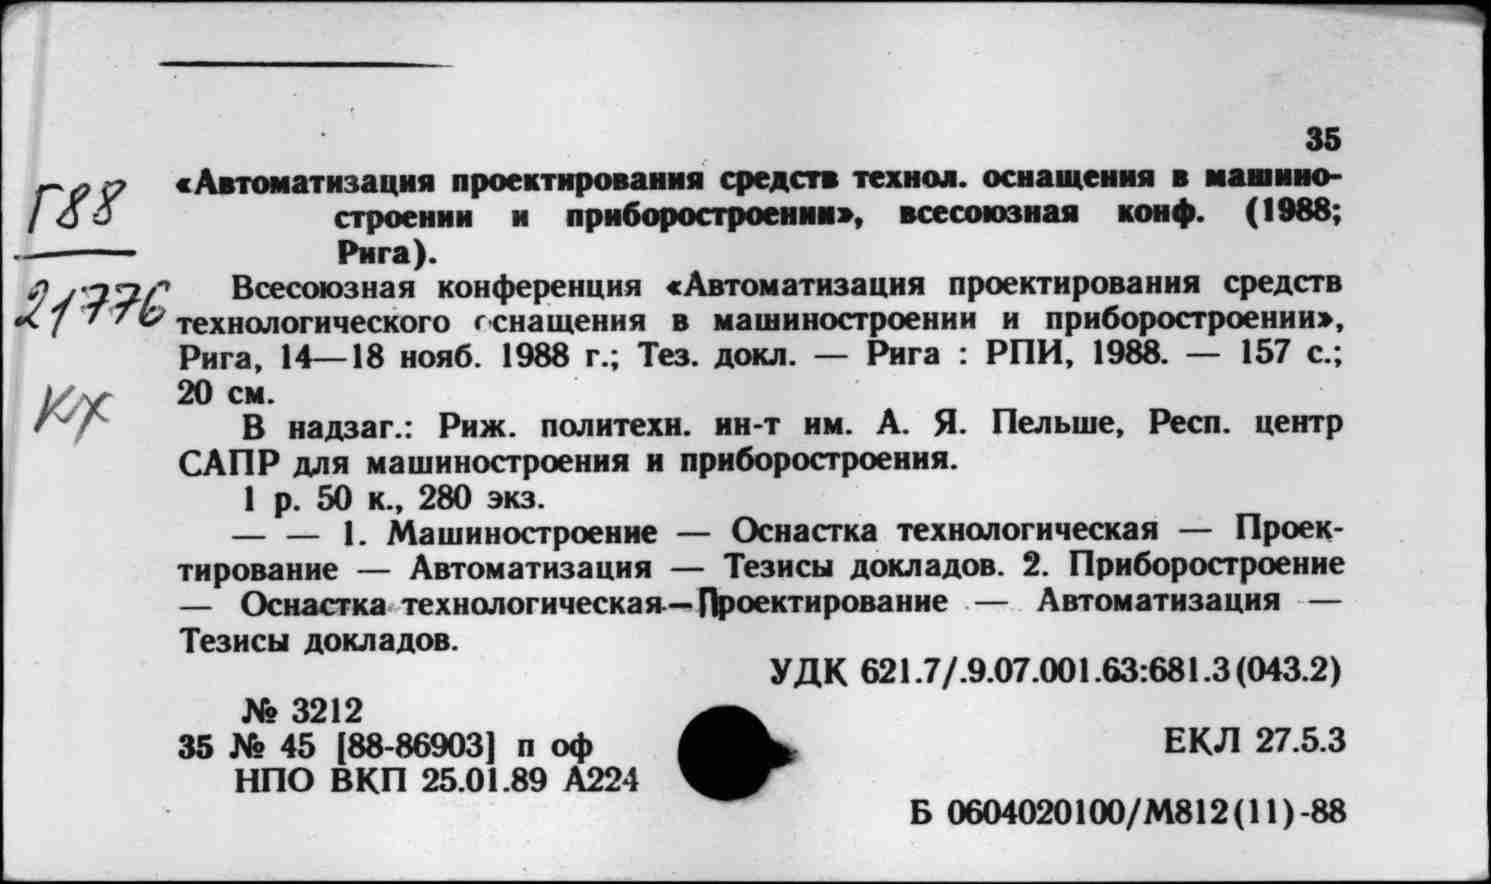 35
Г88
21776
кх
«Автоматизация проектирования средств технол. оснащения в машино-
строении и приборостроении», всесоюзная конф. (1988;
Рига).
Всесоюзная конференция «Автоматизация проектирования средств
технологического оснащения в машиностроении и приборостроении»,
Рига, 14—18 нояб. 1988 г.; Тез. докл. — Рига : РПИ, 1988. — 157 с.;
20 см.
В надзаг.: Риж. политехн. ин-т им. А. Я. Пельше, Респ. центр
САПР для машиностроения и приборостроения.
1 р. 50 к., 280 экз.
— — 1. Машиностроение — Оснастка технологическая — Проек-
тирование — Автоматизация — Тезисы докладов. 2. Приборостроение
— Оснастка технологическая — Проектирование — Автоматизация —
Тезисы докладов.
УДК 621.7/.9.07.001.63:681.3(043.2)
№ 3212
35 № 45 [88-86903] п оф
НПО ВКП 25.01.89 А224
ЕКЛ 27.5.3
Б 0604020100/М812(11)-88